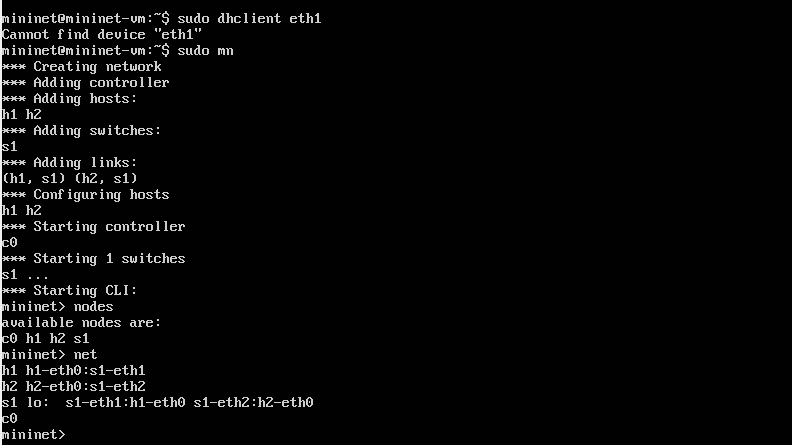 mininet@mininet-vm:~$ sudo dhclient eth1
Cannot find device "eth1"
mininet@mininet-vm:~$ sudo mn
*** Creating network
*** Adding controller
*** Adding hosts:
h1 h2
*** Adding switches:
s1
*** Adding links:
(h1, s1) (h2, s1)
*** Configuring hosts
h1 h2
*** Starting controller
c0
*** Starting 1 switches
s1 ...
*** Starting CLI:
mininet> nodes
available nodes are:
c0 h1 h2 s1
mininet> net
h1 h1-eth0:s1-eth1
h2 h2-eth0:s1-eth2
s1 lo:  s1-eth1:h1-eth0 s1-eth2:h2-eth0
c0
mininet>